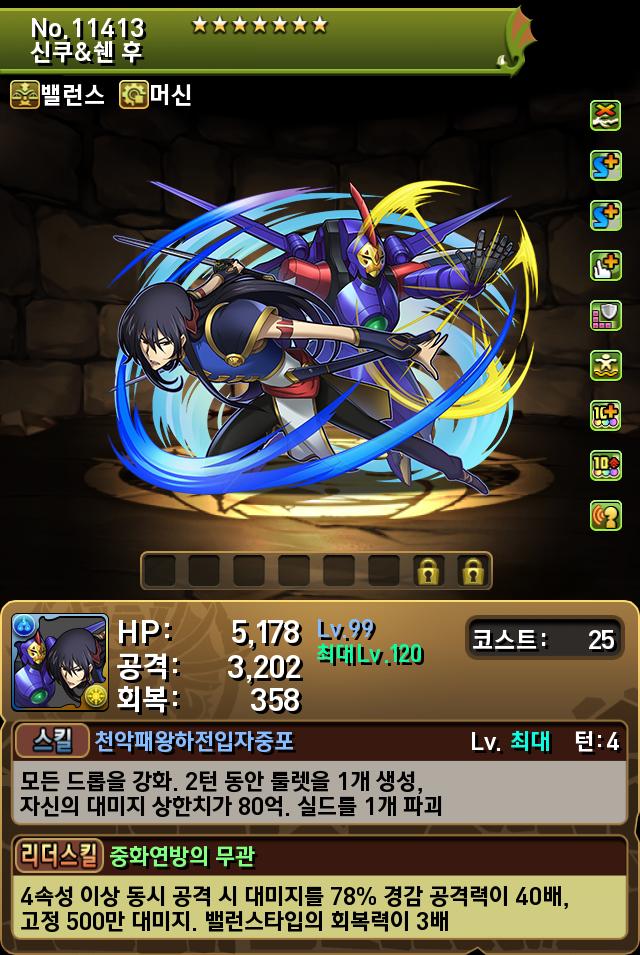 No.11413
신쿠&쉔 후
밸런스 머신
HP: 5,178 Lv.99
공격: 3,202 최대Lv.120
회복: 358
코스트: 25
스킬 천악패왕하전입자중포 Lv. 최대 턴:4
모든 드롭을 강화. 2턴 동안 룰렛을 1개 생성,
자신의 대미지 상한치가 80억. 실드를 1개 파괴
리더스킬 중화연방의 무관
4속성 이상 동시 공격 시 대미지를 78% 경감 공격력이 40배,
고정 500만 대미지. 밸런스타입의 회복력이 3배